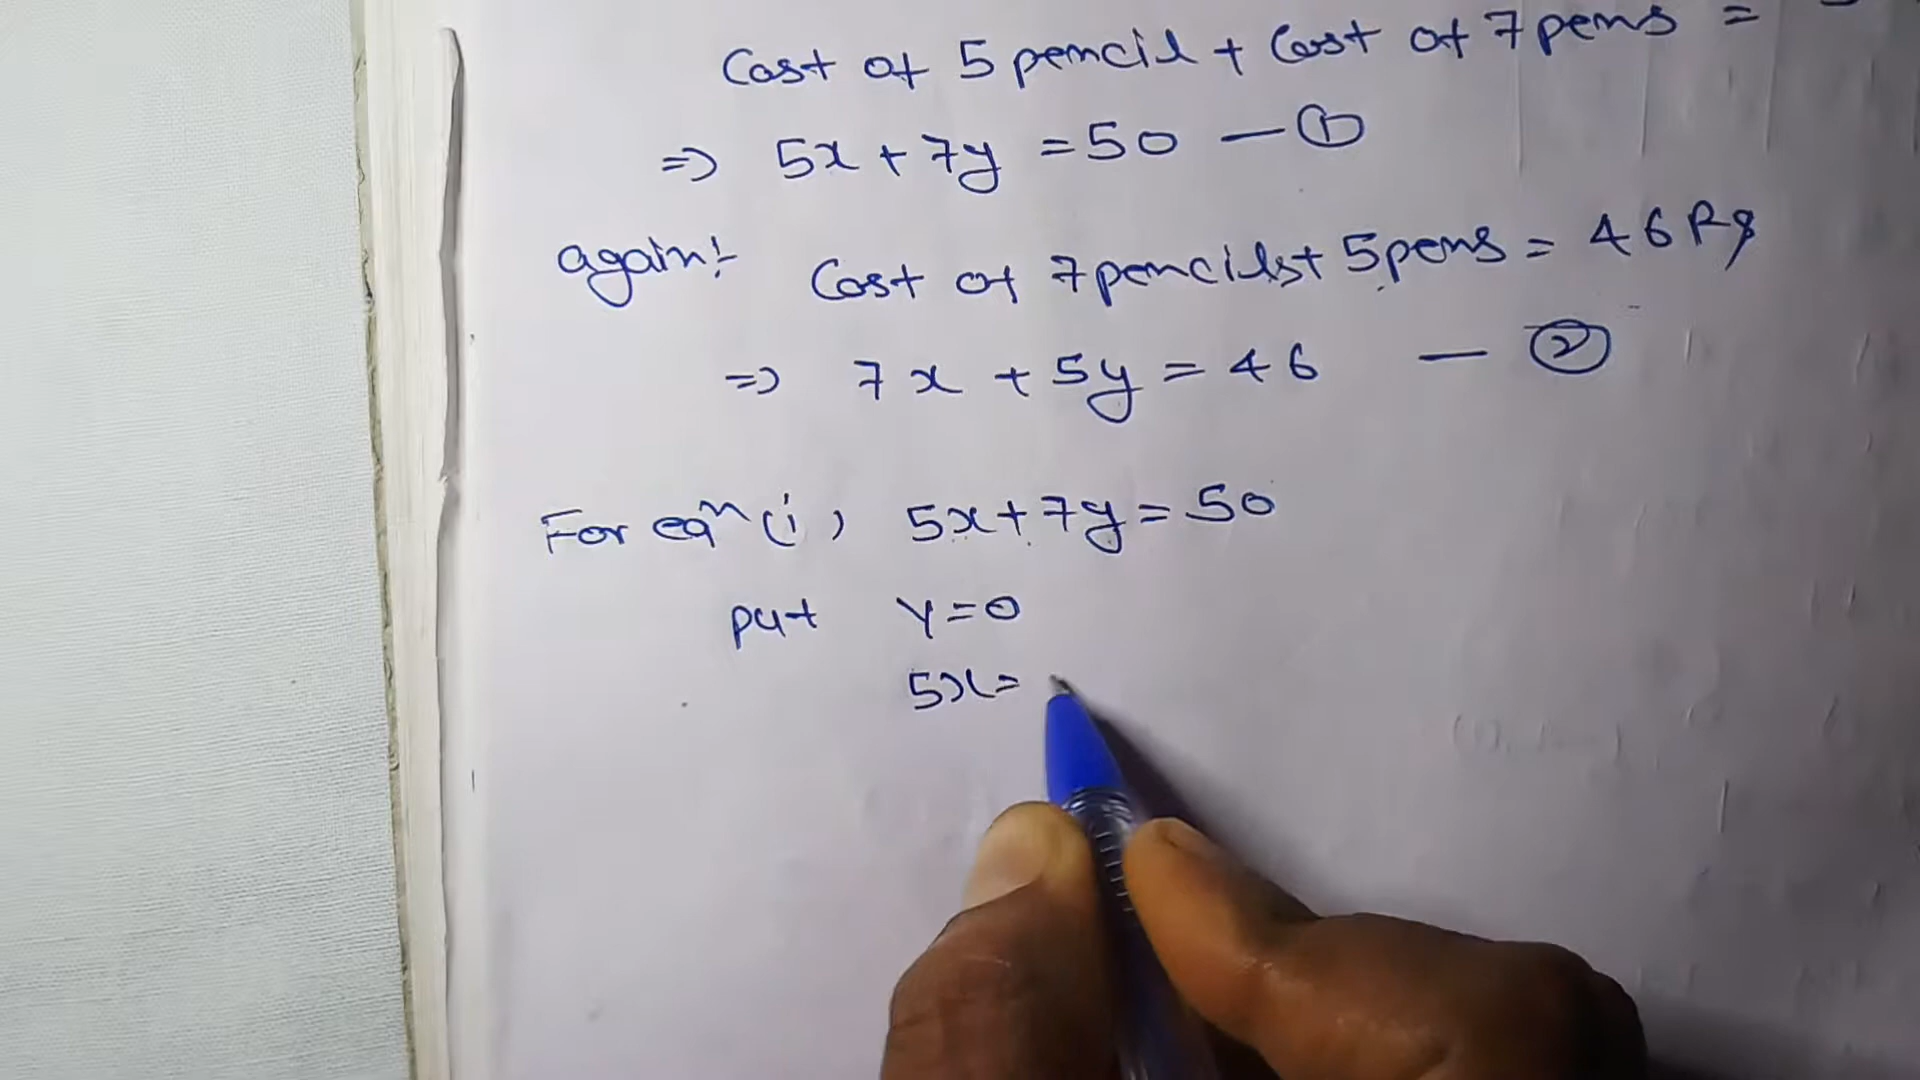 Cost of 5 pencil + Cost of 7 pens =
=> 5x + 7y = 50 — ①
again:- Cost of 7 pencils + 5 pens = 46 Rs
=> 7x + 5y = 46 — ②
For eqⁿ (i) 5x + 7y = 50
put y = 0
5x =